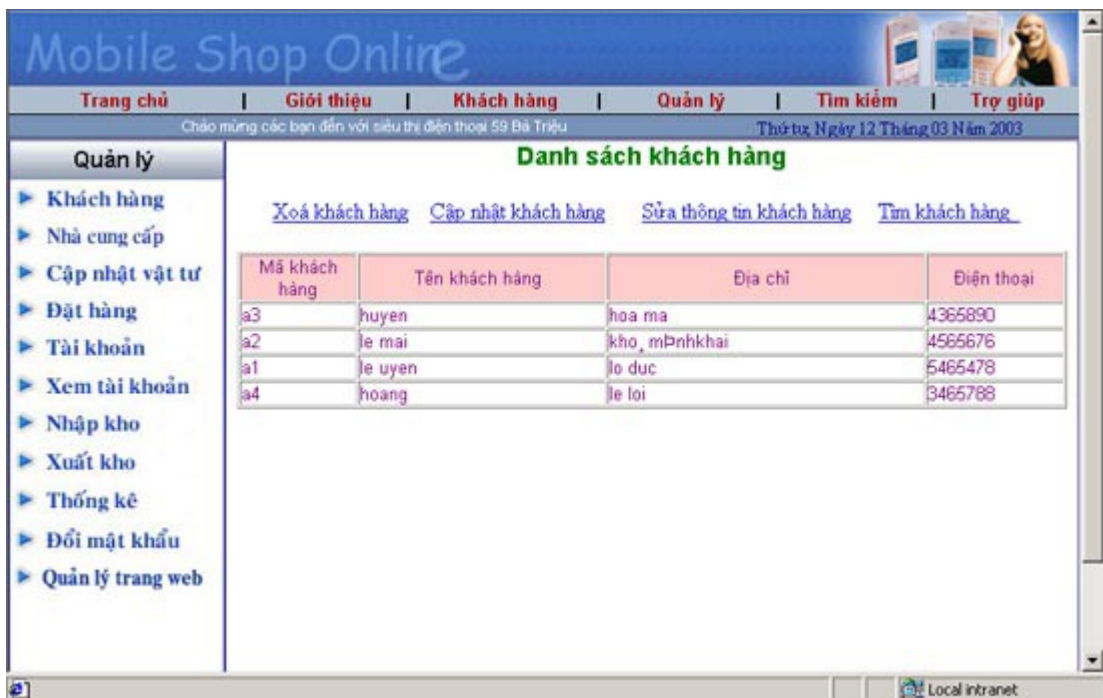 Mobile Shop Online
Trang chủ | Giới thiệu | Khách hàng | Quản lý | Tìm kiếm | Trợ giúp
Chào mừng các bạn đến với siêu thị điện thoại 59 Bà Triệu
Thứ tư, Ngày 12 Tháng 03 Năm 2003
Quản lý
Khách hàng
Nhà cung cấp
Cập nhật vật tư
Đặt hàng
Tài khoản
Xem tài khoản
Nhập kho
Xuất kho
Thống kê
Đổi mật khẩu
Quản lý trang web
Danh sách khách hàng
Xoá khách hàng Cập nhật khách hàng Sửa thông tin khách hàng Tìm khách hàng
Mã khách hàng Tên khách hàng Địa chỉ Điện thoại
a3 huyen hoa ma 4365890
a2 le mai kho¸ mÞnhkhai 4565676
a1 le uyen lo duc 5465478
a4 hoang le loi 3465788
Local intranet